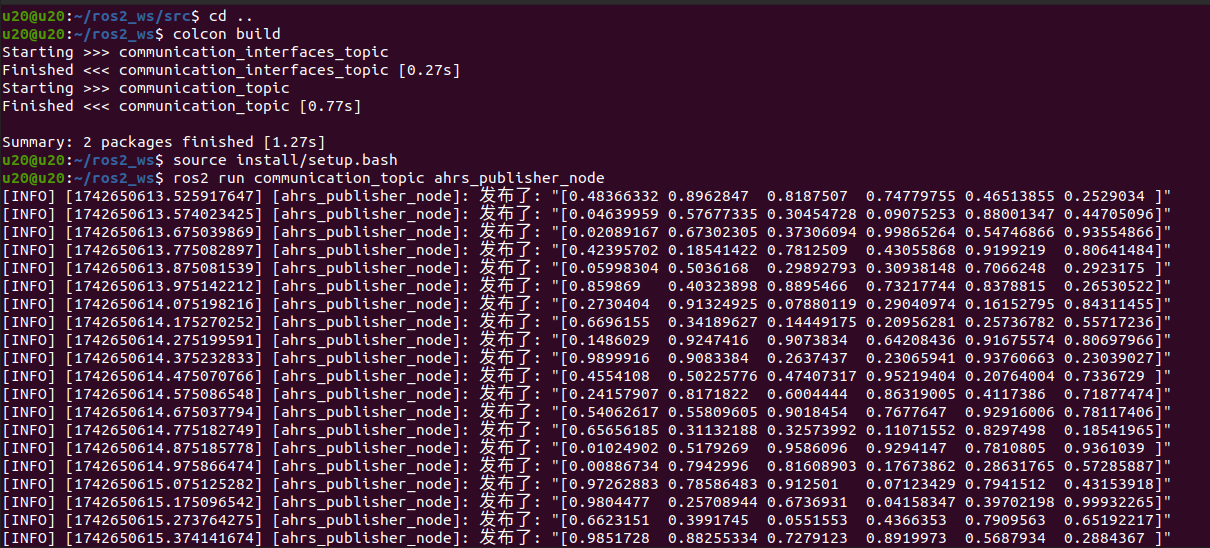 u20@u20:~/ros2_ws/src$ cd ..
u20@u20:~/ros2_ws$ colcon build
Starting >>> communication_interfaces_topic
Finished <<< communication_interfaces_topic [0.27s]
Starting >>> communication_topic
Finished <<< communication_topic [0.77s]
Summary: 2 packages finished [1.27s]
u20@u20:~/ros2_ws$ source install/setup.bash
u20@u20:~/ros2_ws$ ros2 run communication_topic ahrs_publisher_node
[INFO] [1742650613.525917647] [ahrs_publisher_node]: 发布了: "[0.48366332 0.8962847  0.8187507  0.74779755 0.46513855 0.2529034 ]"
[INFO] [1742650613.574023425] [ahrs_publisher_node]: 发布了: "[0.04639959 0.57677335 0.30454728 0.09075253 0.88001347 0.44705096]"
[INFO] [1742650613.675039869] [ahrs_publisher_node]: 发布了: "[0.02089167 0.67302305 0.37306094 0.99865264 0.54746866 0.93554866]"
[INFO] [1742650613.775082897] [ahrs_publisher_node]: 发布了: "[0.42395702 0.18541422 0.7812509  0.43055868 0.9199219  0.80641484]"
[INFO] [1742650613.875081539] [ahrs_publisher_node]: 发布了: "[0.05998304 0.5036168  0.29892793 0.30938148 0.7066248  0.2923175 ]"
[INFO] [1742650613.975142212] [ahrs_publisher_node]: 发布了: "[0.859869   0.40323898 0.8895466  0.73217744 0.8378815  0.26530522]"
[INFO] [1742650614.075198216] [ahrs_publisher_node]: 发布了: "[0.2730404  0.91324925 0.07880119 0.29040974 0.16152795 0.84311455]"
[INFO] [1742650614.175270252] [ahrs_publisher_node]: 发布了: "[0.6696155  0.34189627 0.14449175 0.20956281 0.25736782 0.55717236]"
[INFO] [1742650614.275199591] [ahrs_publisher_node]: 发布了: "[0.1486029  0.9247416  0.9073834  0.64208436 0.91675574 0.80697966]"
[INFO] [1742650614.375232833] [ahrs_publisher_node]: 发布了: "[0.9899916  0.9083384  0.2637437  0.23065941 0.93760663 0.23039027]"
[INFO] [1742650614.475070766] [ahrs_publisher_node]: 发布了: "[0.4554108  0.50225776 0.47407317 0.95219404 0.20764004 0.7336729 ]"
[INFO] [1742650614.575086548] [ahrs_publisher_node]: 发布了: "[0.24157907 0.8171822  0.6004444  0.86319005 0.4117386  0.71877474]"
[INFO] [1742650614.675037794] [ahrs_publisher_node]: 发布了: "[0.54062617 0.55809605 0.9018454  0.7677647  0.92916006 0.78117406]"
[INFO] [1742650614.775182749] [ahrs_publisher_node]: 发布了: "[0.65656185 0.31132188 0.32573992 0.11071552 0.8297498  0.18541965]"
[INFO] [1742650614.875185778] [ahrs_publisher_node]: 发布了: "[0.01024902 0.5179269  0.9586096  0.9294147  0.7810805  0.9361039 ]"
[INFO] [1742650614.975866474] [ahrs_publisher_node]: 发布了: "[0.00886734 0.7942996  0.81608903 0.17673862 0.28631765 0.57285887]"
[INFO] [1742650615.075125282] [ahrs_publisher_node]: 发布了: "[0.97262883 0.78586483 0.912501   0.07123429 0.7941512  0.43153918]"
[INFO] [1742650615.175096542] [ahrs_publisher_node]: 发布了: "[0.9804477  0.25708944 0.6736931  0.04158347 0.39702198 0.99932265]"
[INFO] [1742650615.273764275] [ahrs_publisher_node]: 发布了: "[0.6623151  0.3991745  0.0551553  0.4366353  0.7909563  0.65192217]"
[INFO] [1742650615.374141674] [ahrs_publisher_node]: 发布了: "[0.9851728  0.88255334 0.7279123  0.8919973  0.5687934  0.2884367 ]"